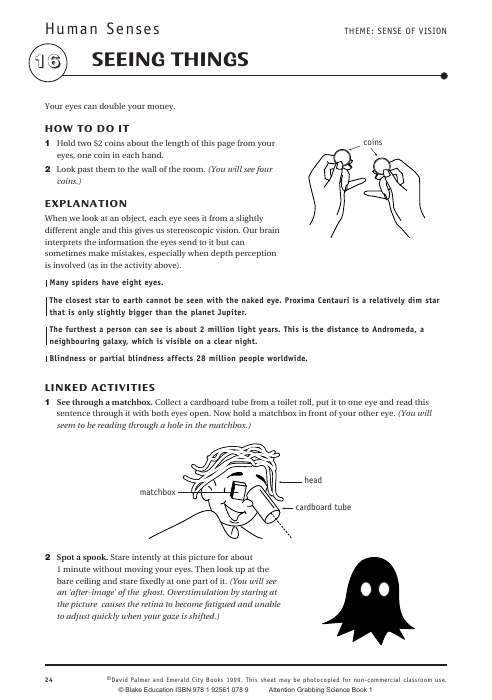 Human Senses
THEME: SENSE OF VISION
16
SEEING THINGS
Your eyes can double your money.
HOW TO DO IT
1 Hold two $2 coins about the length of this page from your
eyes, one coin in each hand.
2 Look past them to the wall of the room. (You will see four
coins.)
coins
EXPLANATION
When we look at an object, each eye sees it from a slightly
different angle and this gives us stereoscopic vision. Our brain
interprets the information the eyes send to it but can
sometimes make mistakes, especially when depth perception
is involved (as in the activity above).
Many spiders have eight eyes.
The closest star to earth cannot be seen with the naked eye. Proxima Centauri is a relatively dim star
that is only slightly bigger than the planet Jupiter.
The furthest a person can see is about 2 million light years. This is the distance to Andromeda, a
neighbouring galaxy, which is visible on a clear night.
Blindness or partial blindness affects 28 million people worldwide.
LINKED ACTIVITIES
1 See through a matchbox. Collect a cardboard tube from a toilet roll, put it to one eye and read this
sentence through it with both eyes open. Now hold a matchbox in front of your other eye. (You will
seem to be reading through a hole in the matchbox.)
head
matchbox
cardboard tube
2 Spot a spook. Stare intently at this picture for about
1 minute without moving your eyes. Then look up at the
bare ceiling and stare fixedly at one part of it. (You will see
an 'after-image' of the ghost. Overstimulation by staring at
the picture causes the retina to become fatigued and unable
to adjust quickly when your gaze is shifted.)
24
©David Palmer and Emerald City Books 1999. This sheet may be photocopied for non-commercial classroom use.
© Blake Education ISBN 978 1 92561 078 9 Attention Grabbing Science Book 1